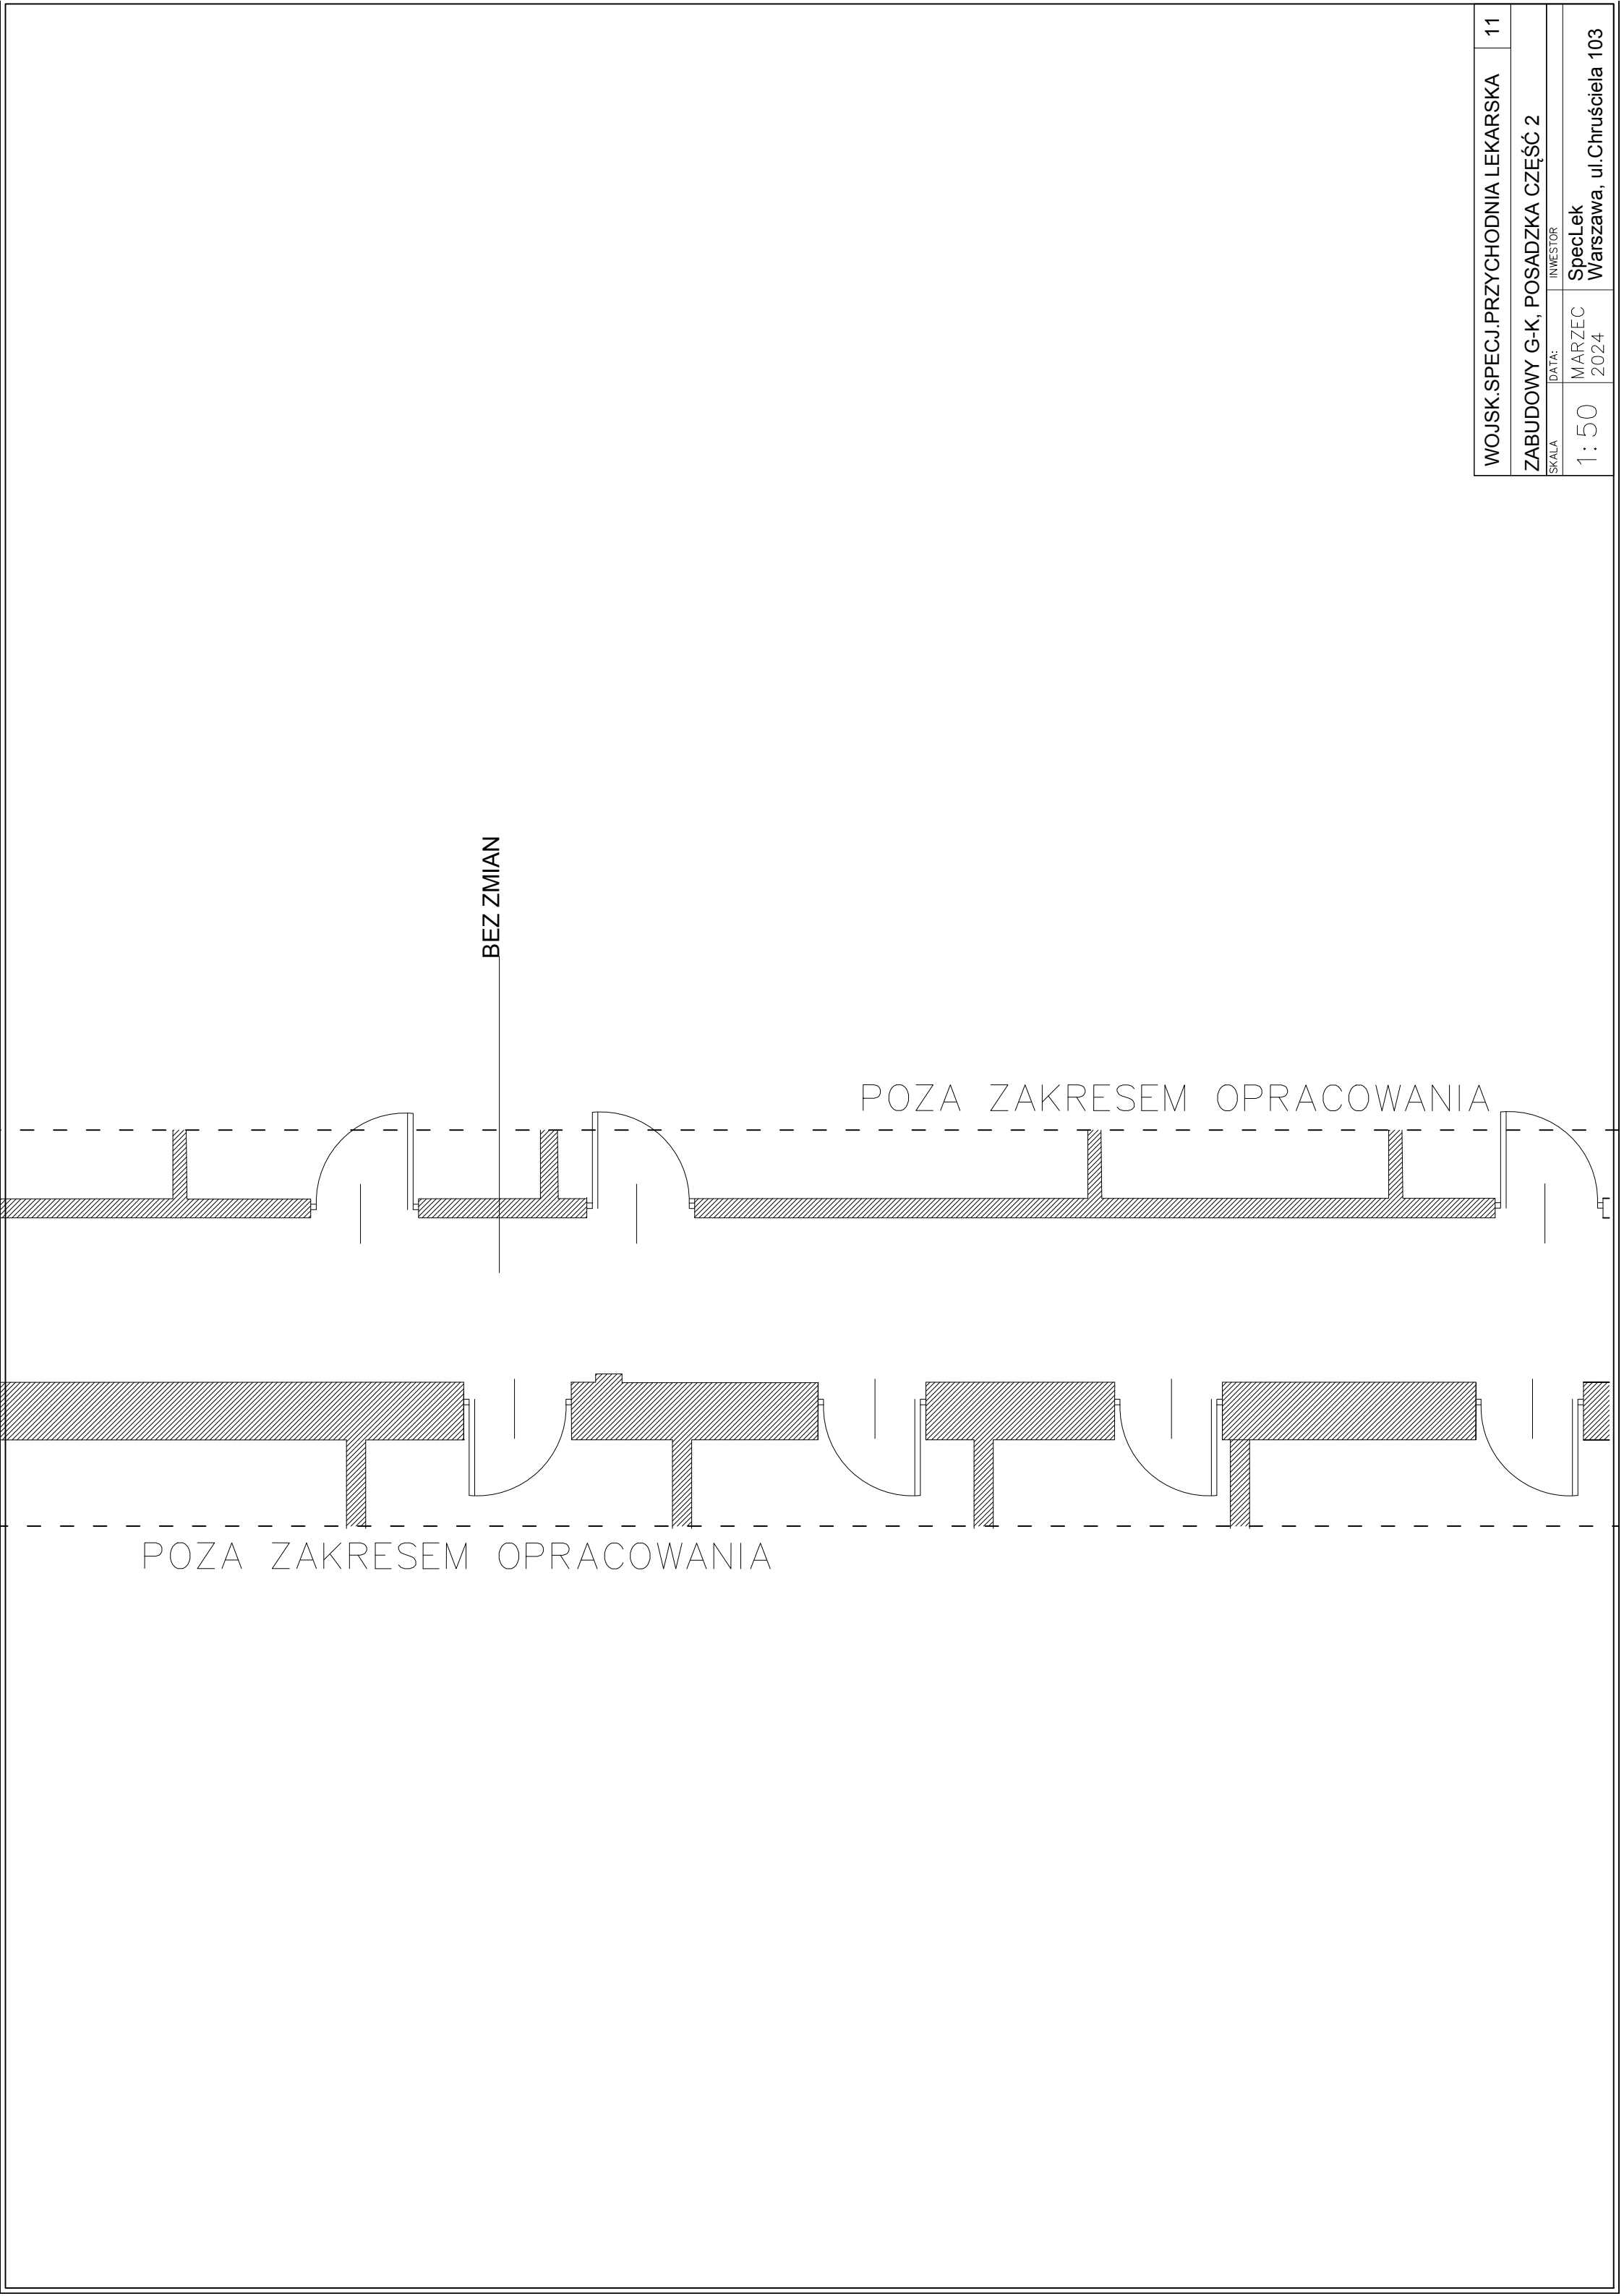 WOJSK.SPECJ.PRZYCHODNIA LEKARSKA 11
ZABUDOWY G-K, POSADZKA CZĘŚĆ 2
SKALA DATA: INWESTOR
1:50
MARZEC
2024
SpecLek
Warszawa, ul.Chruściela 103
BEZ ZMIAN
POZA ZAKRESEM OPRACOWANIA
POZA ZAKRESEM OPRACOWANIA